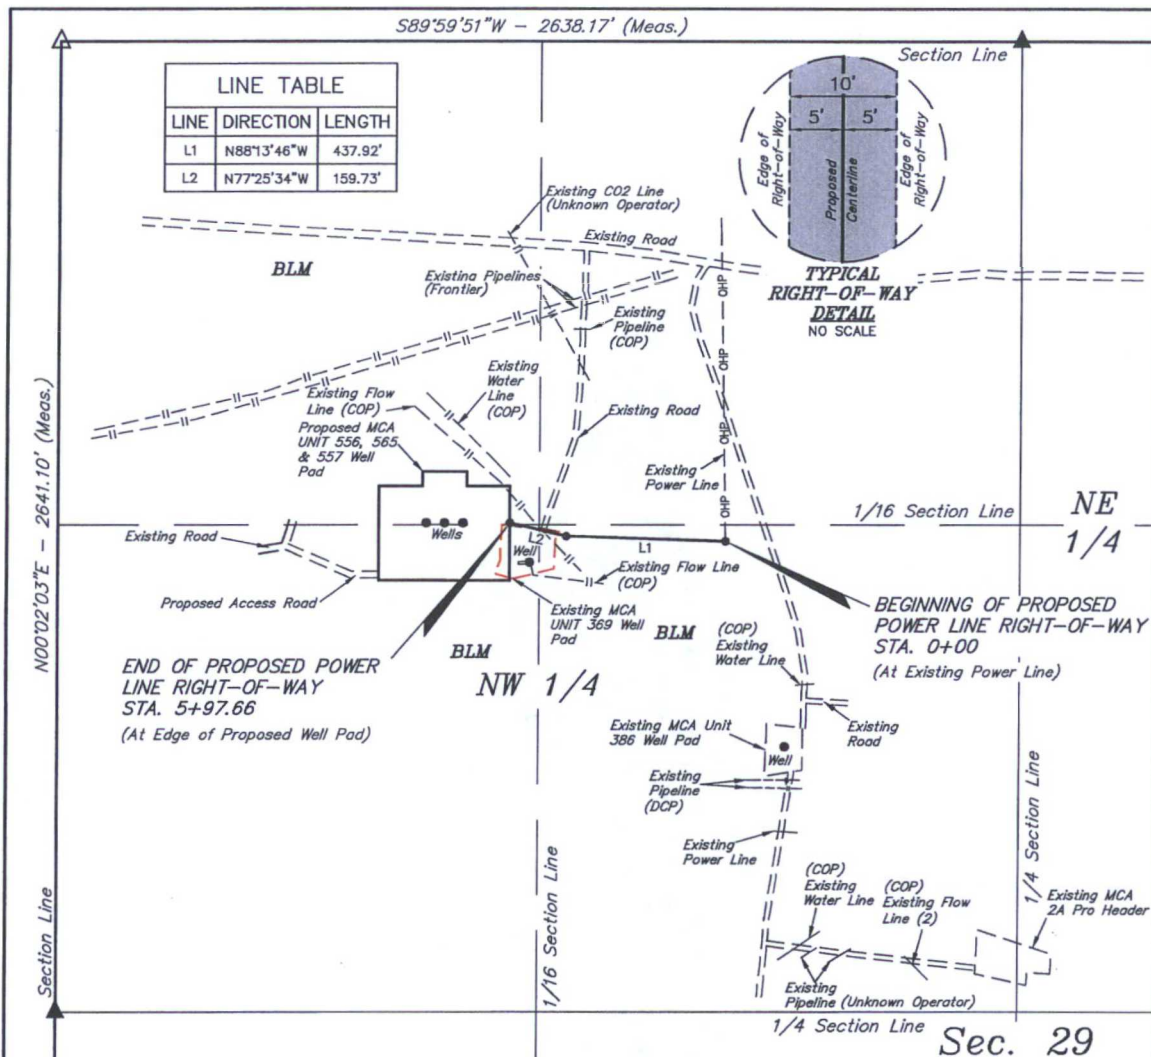 S89°59'51"W - 2638.17' (Meas.)
Section Line
LINE TABLE
LINE DIRECTION LENGTH
L1 N88°13'46"W 437.92'
L2 N77°25'34"W 159.73'
10'
5' 5'
Edge of
Right-of-Way
Proposed
Centerline
Edge of
Right-of-Way
TYPICAL
RIGHT-OF-WAY
DETAIL
NO SCALE
Existing CO2 Line
(Unknown Operator)
Existing Road
BLM
Existing Pipelines
(Frontier)
OHP
Existing
Pipeline
(COP)
Existing
Water
Line
(COP)
OHP
Existing Flow
Line (COP)
Existing Road
Proposed MCA
UNIT 556, 565
& 557 Well
Pad
OHP
Existing
Power Line
OHP
N00°02'03"E - 2641.10' (Meas.)
1/16 Section Line
NE
1/4
Existing Road
Wells
L2
L1
Well
Existing Flow Line
(COP)
Proposed Access Road
Existing MCA
UNIT 369 Well
Pad
BEGINNING OF PROPOSED
POWER LINE RIGHT-OF-WAY
STA. 0+00
(At Existing Power Line)
BLM
BLM
NW 1/4
END OF PROPOSED POWER
LINE RIGHT-OF-WAY
STA. 5+97.66
(At Edge of Proposed Well Pad)
(COP)
Existing
Water Line
Existing
Road
Existing MCA Unit
386 Well Pad
Well
Existing
Pipeline
(DCP)
Existing
Power Line
1/4 Section Line
(COP)
Existing
Water Line
(COP)
Existing Flow
Line (2)
Existing MCA
2A Pro Header
Section Line
1/16 Section Line
Existing
Pipeline (Unknown Operator)
1/4 Section Line
Sec. 29